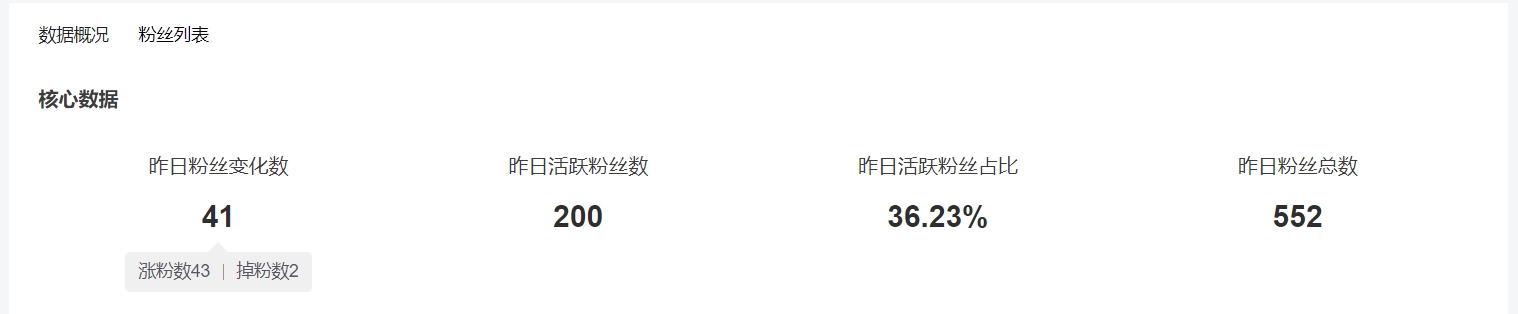 数据概况 粉丝列表
核心数据
昨日粉丝变化数 昨日活跃粉丝数 昨日活跃粉丝占比 昨日粉丝总数
41 200 36.23% 552
涨粉数43 | 掉粉数2